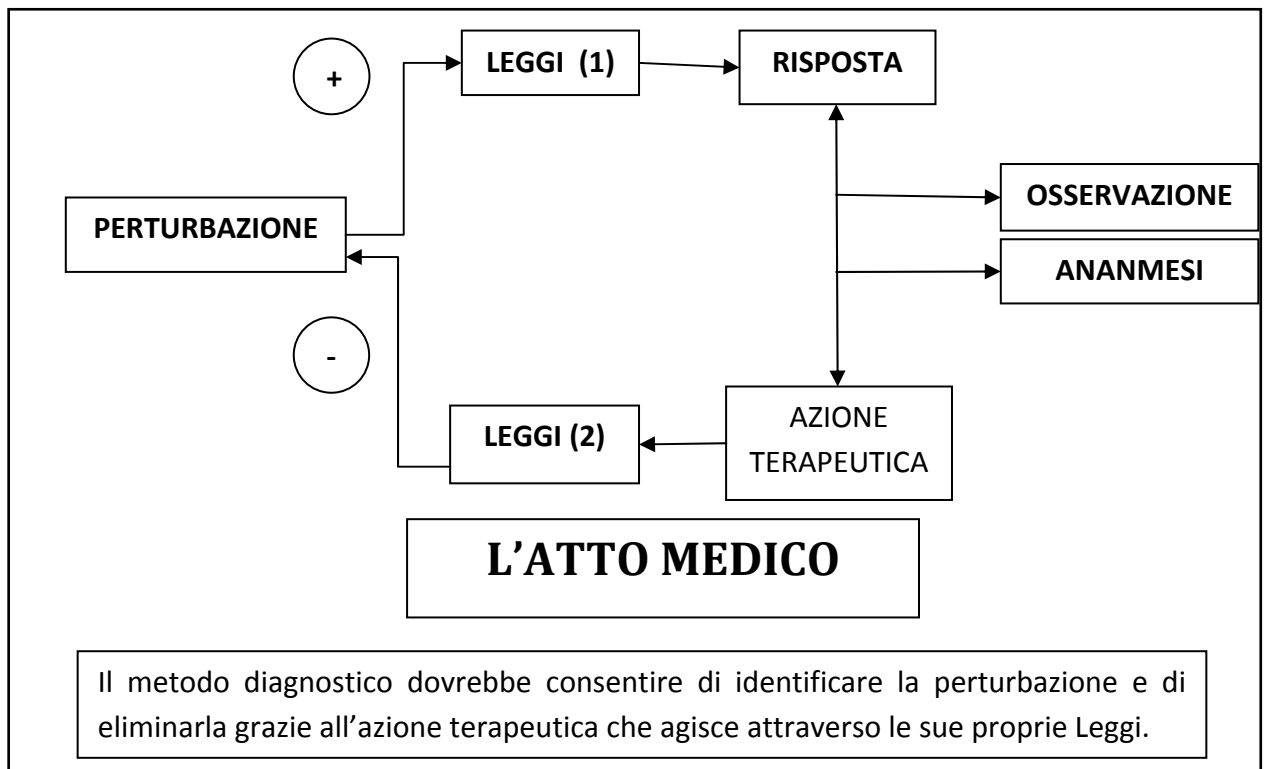 +
LEGGI (1)
RISPOSTA
OSSERVAZIONE
PERTURBAZIONE
ANANMESI
-
LEGGI (2)
AZIONE
TERAPEUTICA
L’ATTO MEDICO
Il metodo diagnostico dovrebbe consentire di identificare la perturbazione e di
eliminarla grazie all’azione terapeutica che agisce attraverso le sue proprie Leggi.